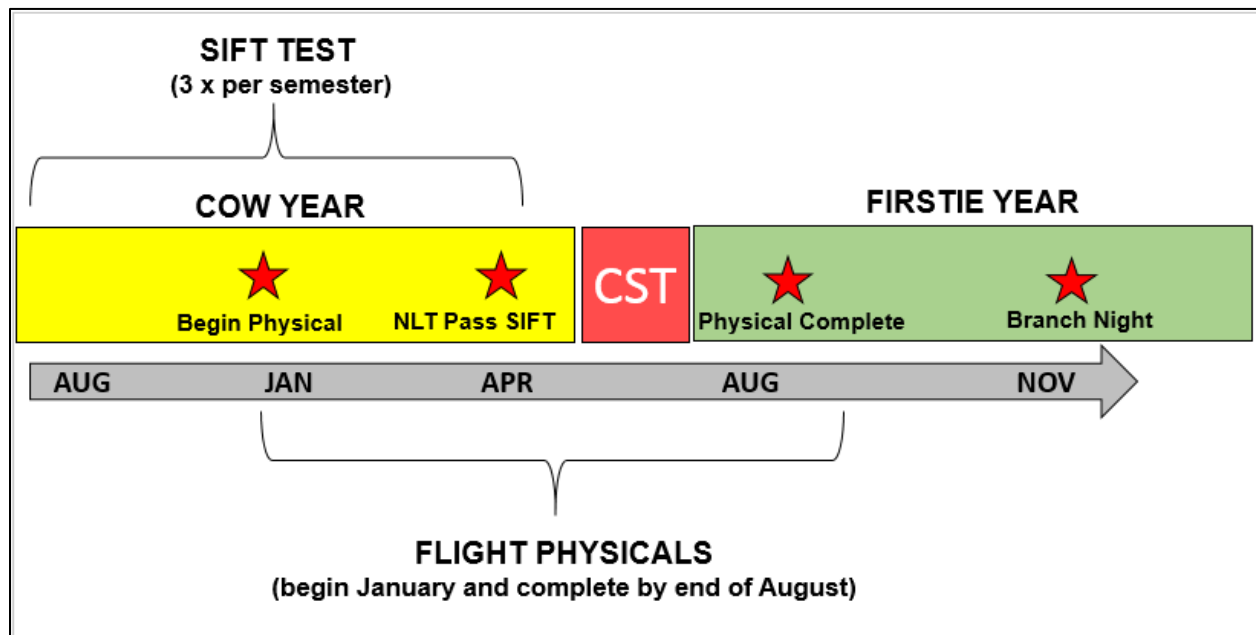 SIFT TEST
(3 x per semester)
COW YEAR
FIRSTIE YEAR
CST
Begin Physical
NLT Pass SIFT
Physical Complete
Branch Night
AUG JAN APR AUG NOV
FLIGHT PHYSICALS
(begin January and complete by end of August)